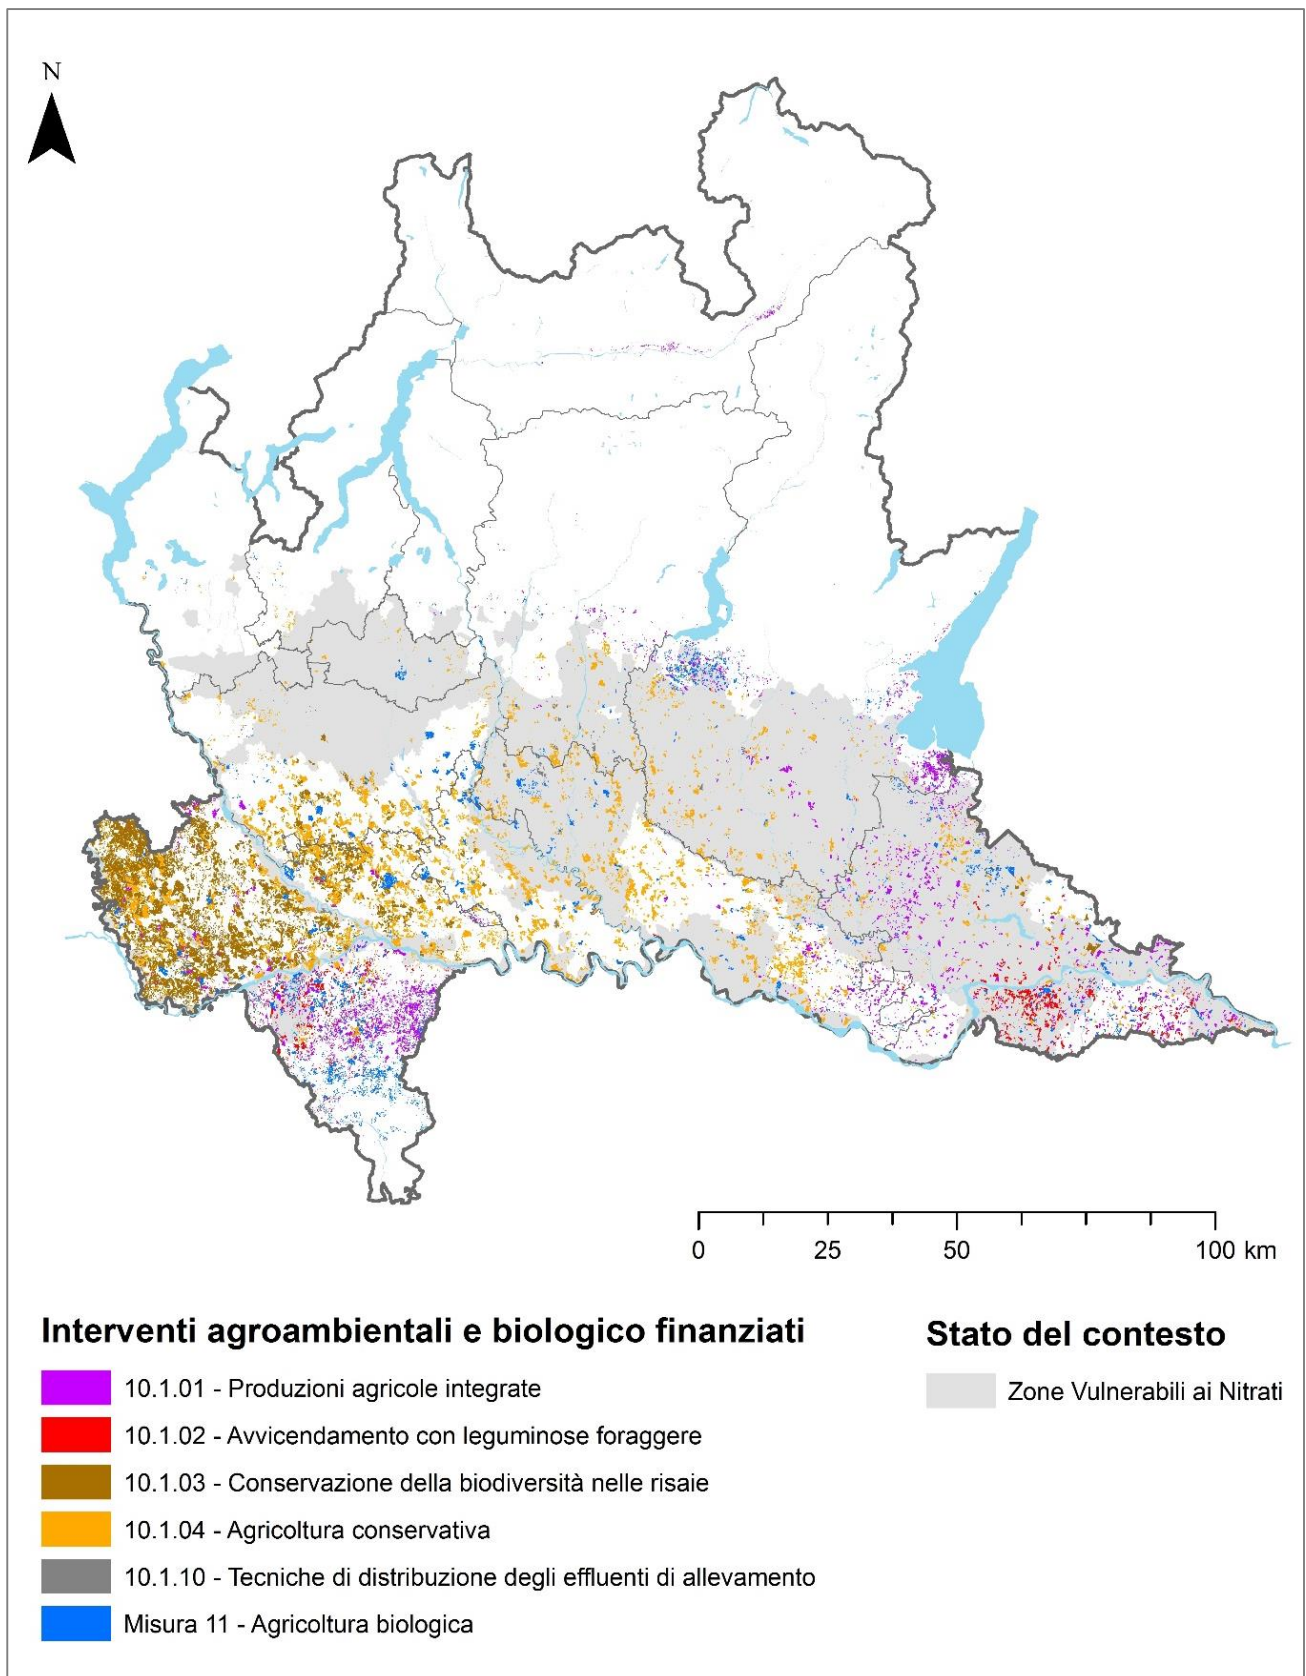 N
0 25 50 100 km
Interventi agroambientali e biologico finanziati
10.1.01 - Produzioni agricole integrate
10.1.02 - Avvicendamento con leguminose foraggere
10.1.03 - Conservazione della biodiversità nelle risaie
10.1.04 - Agricoltura conservativa
10.1.10 - Tecniche di distribuzione degli effluenti di allevamento
Misura 11 - Agricoltura biologica
Stato del contesto
Zone Vulnerabili ai Nitrati